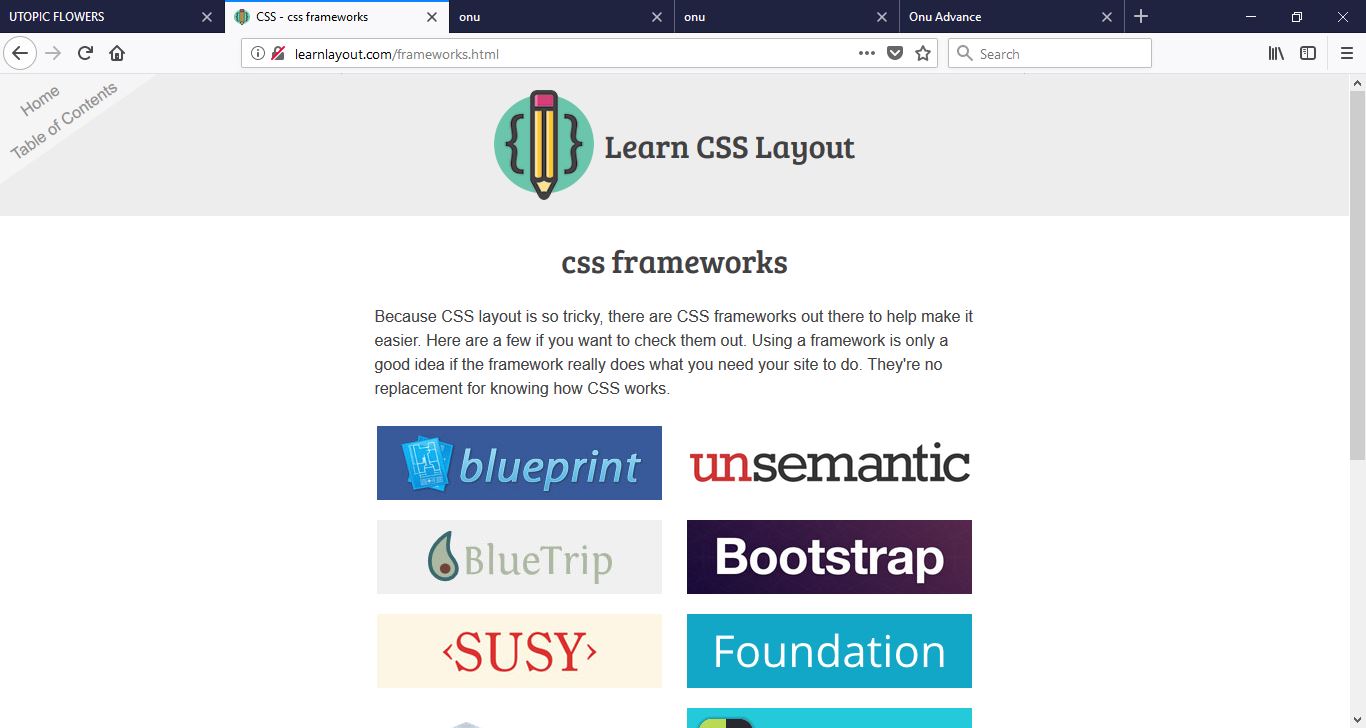 UTOPIC FLOWERS
CSS - css frameworks
onu
onu
Onu Advance
learnlayout.com/frameworks.html
Search
Home
Table of Contents
{ }
Learn CSS Layout
css frameworks
Because CSS layout is so tricky, there are CSS frameworks out there to help make it
easier. Here are a few if you want to check them out. Using a framework is only a
good idea if the framework really does what you need your site to do. They're no
replacement for knowing how CSS works.
blueprint
unsemantic
BlueTrip
Bootstrap
‹SUSY›
Foundation